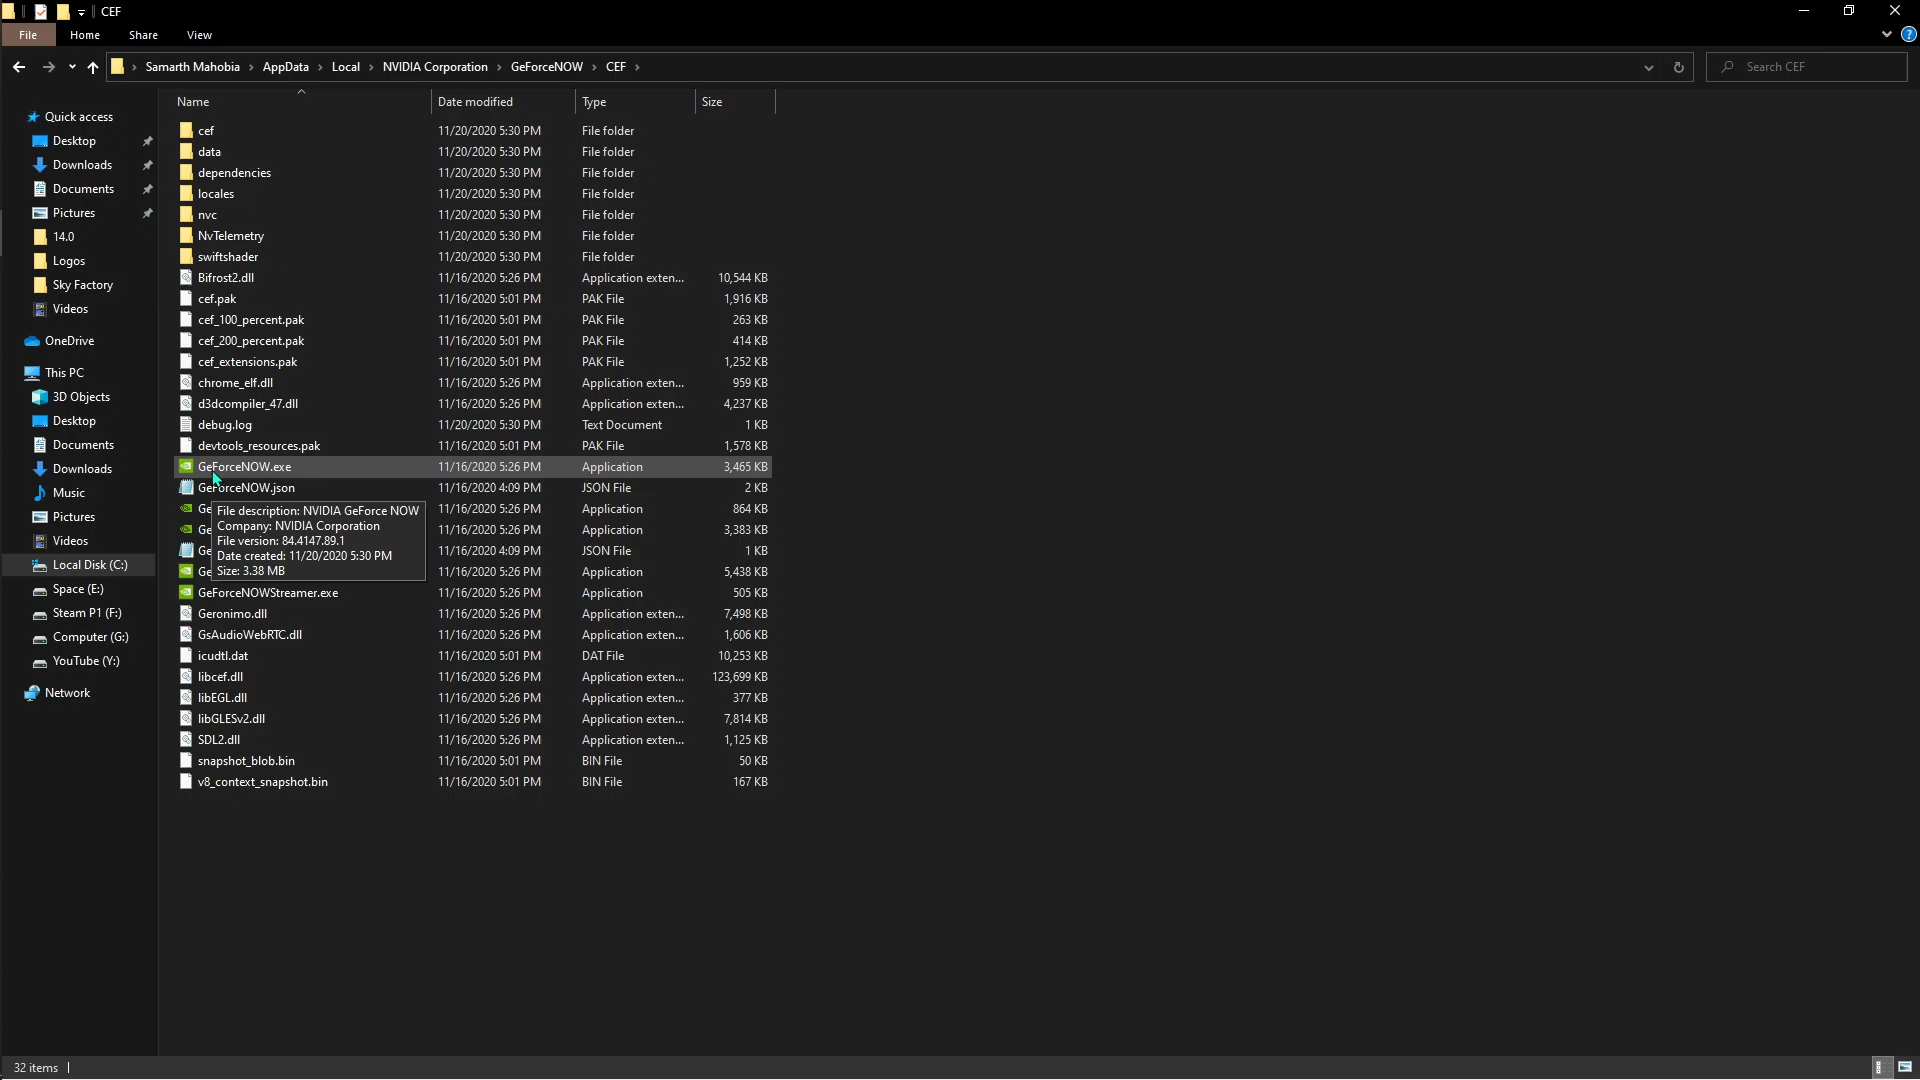 CEF
File Home Share View
Samarth Mahobia > AppData > Local > NVIDIA Corporation > GeForceNOW > CEF >
Search CEF
Quick access
Desktop
Downloads
Documents
Pictures
14.0
Logos
Sky Factory
Videos
OneDrive
This PC
3D Objects
Desktop
Documents
Downloads
Music
Pictures
Videos
Local Disk (C:)
Space (E:)
Steam P1 (F:)
Computer (G:)
YouTube (Y:)
Network
Name Date modified Type Size
cef 11/20/2020 5:30 PM File folder
data 11/20/2020 5:30 PM File folder
dependencies 11/20/2020 5:30 PM File folder
locales 11/20/2020 5:30 PM File folder
nvc 11/20/2020 5:30 PM File folder
NvTelemetry 11/20/2020 5:30 PM File folder
swiftshader 11/20/2020 5:30 PM File folder
Bifrost2.dll 11/16/2020 5:26 PM Application exten... 10,544 KB
cef.pak 11/16/2020 5:01 PM PAK File 1,916 KB
cef_100_percent.pak 11/16/2020 5:01 PM PAK File 263 KB
cef_200_percent.pak 11/16/2020 5:01 PM PAK File 414 KB
cef_extensions.pak 11/16/2020 5:01 PM PAK File 1,252 KB
chrome_elf.dll 11/16/2020 5:26 PM Application exten... 959 KB
d3dcompiler_47.dll 11/16/2020 5:26 PM Application exten... 4,237 KB
debug.log 11/20/2020 5:30 PM Text Document 1 KB
devtools_resources.pak 11/16/2020 5:01 PM PAK File 1,578 KB
GeForceNOW.exe 11/16/2020 5:26 PM Application 3,465 KB
GeForceNOW.json 11/16/2020 4:09 PM JSON File 2 KB
Ge 11/16/2020 5:26 PM Application 864 KB
Ge 11/16/2020 5:26 PM Application 3,383 KB
Ge 11/16/2020 4:09 PM JSON File 1 KB
Ge 11/16/2020 5:26 PM Application 5,438 KB
File description: NVIDIA GeForce NOW
Company: NVIDIA Corporation
File version: 84.4147.89.1
Date created: 11/20/2020 5:30 PM
Size: 3.38 MB
GeForceNOWStreamer.exe 11/16/2020 5:26 PM Application 505 KB
Geronimo.dll 11/16/2020 5:26 PM Application exten... 7,498 KB
GsAudioWebRTC.dll 11/16/2020 5:26 PM Application exten... 1,606 KB
icudtl.dat 11/16/2020 5:01 PM DAT File 10,253 KB
libcef.dll 11/16/2020 5:26 PM Application exten... 123,699 KB
libEGL.dll 11/16/2020 5:26 PM Application exten... 377 KB
libGLESv2.dll 11/16/2020 5:26 PM Application exten... 7,814 KB
SDL2.dll 11/16/2020 5:26 PM Application exten... 1,125 KB
snapshot_blob.bin 11/16/2020 5:01 PM BIN File 50 KB
v8_context_snapshot.bin 11/16/2020 5:01 PM BIN File 167 KB
32 items